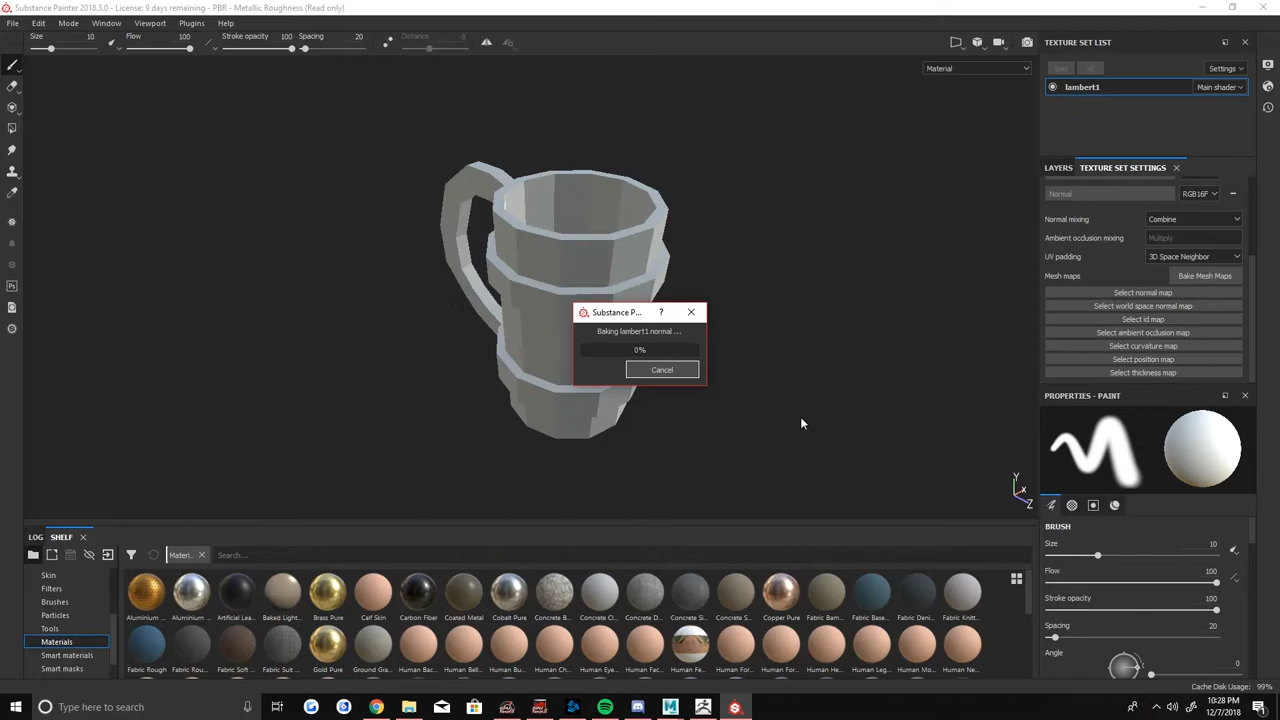 Substance Painter 2018.3.0 - License: 9 days remaining - PBR - Metallic Roughness (Read only)
File Edit Mode Window Viewport Plugins Help
Size 10 Flow 100 Stroke opacity 100 Spacing 20 Distance 8
Material
TEXTURE SET LIST
Settings
lambert1 Main shader
LAYERS TEXTURE SET SETTINGS
Normal RGB16F
Normal mixing Combine
Ambient occlusion mixing Multiply
UV padding 3D Space Neighbor
Mesh maps Bake Mesh Maps
Select normal map
Select world space normal map
Select id map
Select ambient occlusion map
Select curvature map
Select position map
Select thickness map
Substance P... ?
Baking lambert1 normal ...
0%
Cancel
PROPERTIES - PAINT
Y
X
Z
BRUSH
Size 10
Flow 100
Stroke opacity 100
Spacing 20
Angle 0
LOG SHELF
Materi... Search...
Skin
Filters
Brushes
Particles
Tools
Materials
Smart materials
Smart masks
Aluminium ... Aluminium ... Artificial Lea... Baked Light... Brass Pure Calf Skin Carbon Fiber Coated Metal Cobalt Pure Concrete B... Concrete Cl... Concrete D... Concrete Si... Concrete S... Copper Pure Fabric Bam... Fabric Base... Fabric Deni... Fabric Knitt...
Fabric Rough Fabric Rou... Fabric Soft ... Fabric Suit ... Gold Pure Ground Gra... Human Bac... Human Bell... Human Bu... Human Ch... Human Eye... Human Fac... Human Fe... Human For... Human For... Human He... Human Leg... Human Mo... Human Ne...
Cache Disk Usage: 99%
Type here to search
10:28 PM
12/7/2018